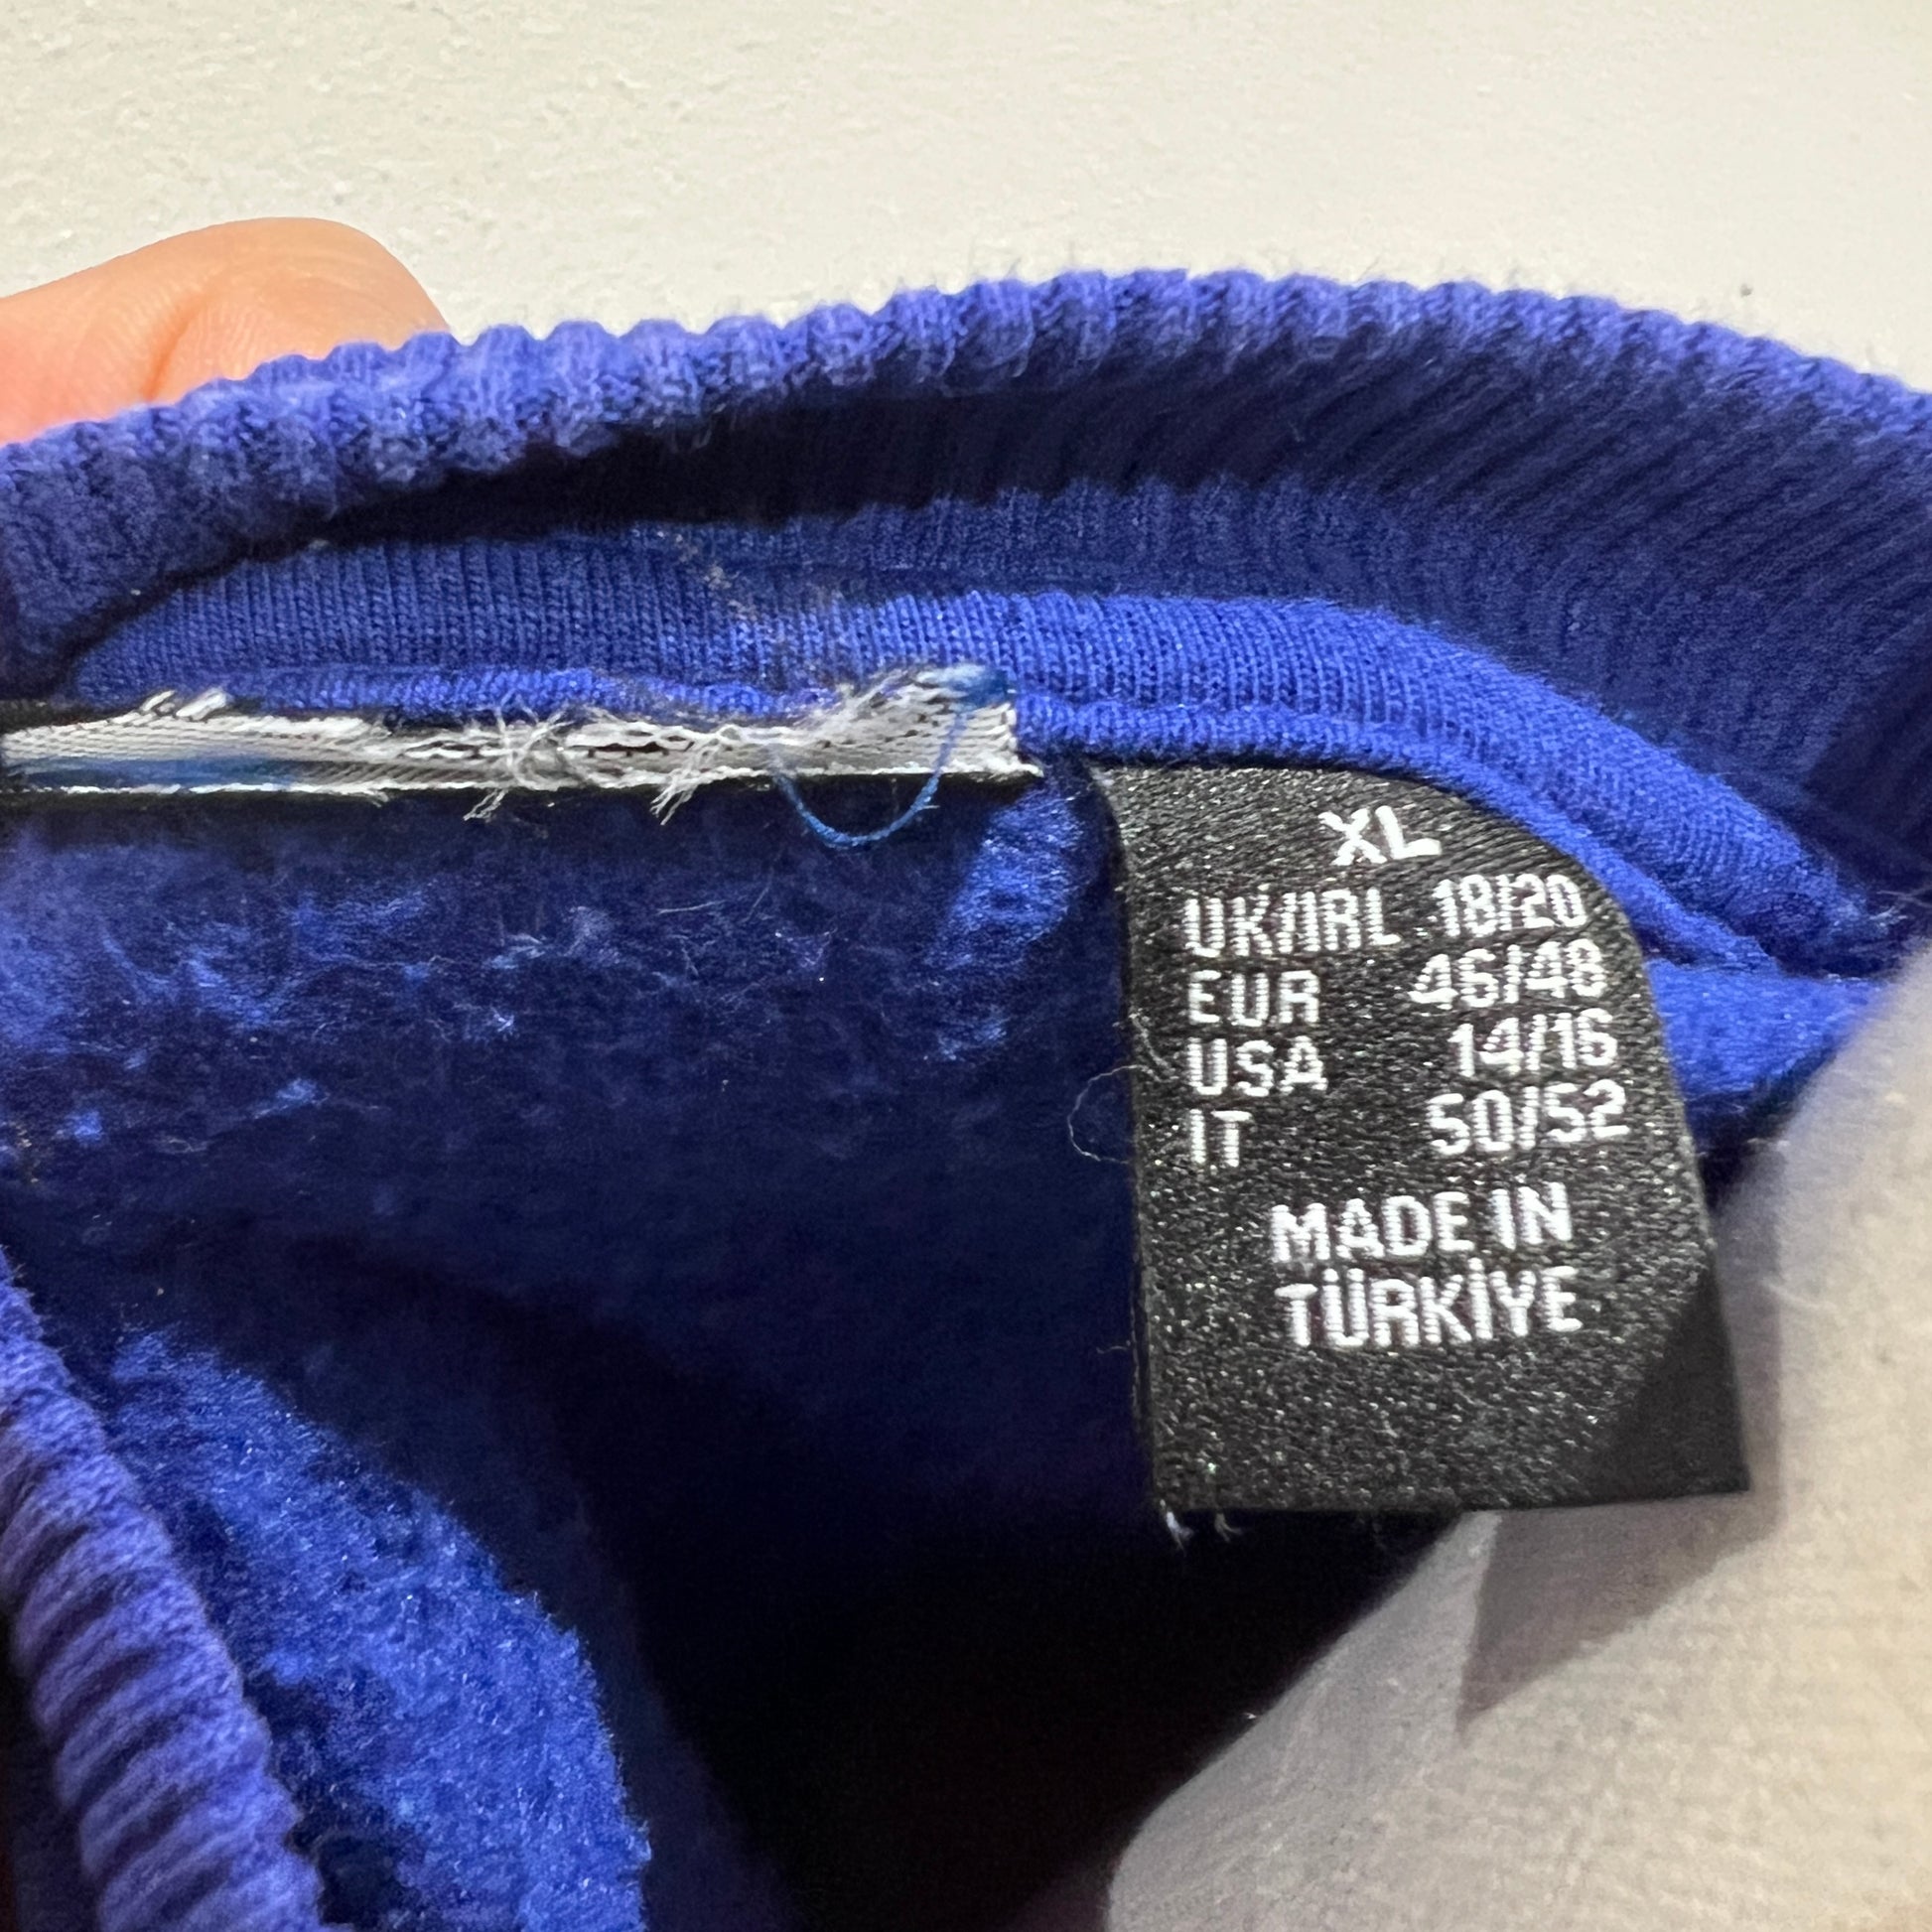 XL
UK/IRL 18/20
EUR 46/48
USA 14/16
IT 50/52
MADE IN
TÜRKİYE